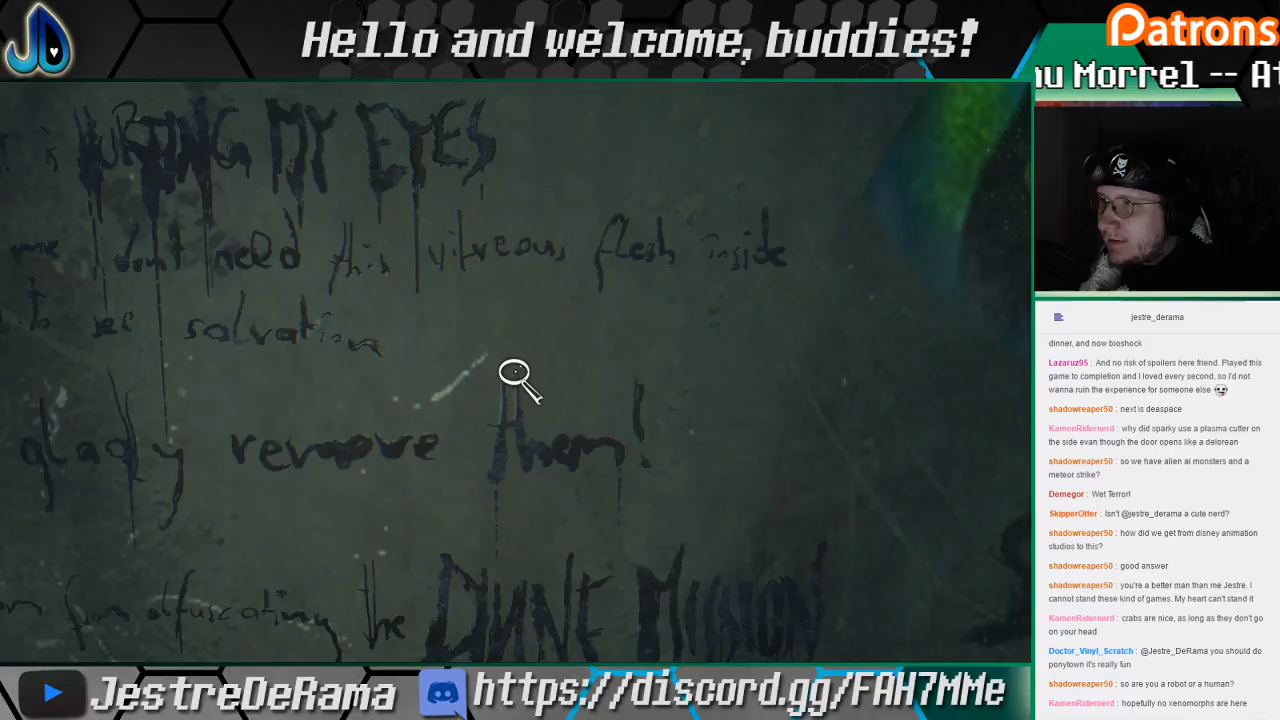 Hello and welcome, buddies!
Patrons
Morrel -- At
MY EYES
me I dont need this vitreous flesh inside
salvation
gladly remove them!
from obfuscating the DIVINE
jestre_derama
dinner, and now bioshock
Lazaruz95 : And no risk of spoilers here friend. Played this
game to completion and I loved every second, so I'd not
wanna ruin the experience for someone else
shadowreaper50 : next is deaspace
KamenRidernerd : why did sparky use a plasma cutter on
the side evan though the door opens like a delorean
shadowreaper50 : so we have alien ai monsters and a
meteor strike?
Demegor : Wet Terror!
SkipperOtter : Isn't @jestre_derama a cute nerd?
shadowreaper50 : how did we get from disney animation
studios to this?
shadowreaper50 : good answer
shadowreaper50 : you're a better man than me Jestre. I
cannot stand these kind of games. My heart can't stand it
KamenRidernerd : crabs are nice, as long as they don't go
on your head
Doctor_Vinyl_Scratch : @Jestre_DeRama you should do
ponytown it's really fun
shadowreaper50 : so are you a robot or a human?
KamenRidernerd : hopefully no xenomorphs are here
JD
JestreDeRama
https://discord.gg/FAH7MMe